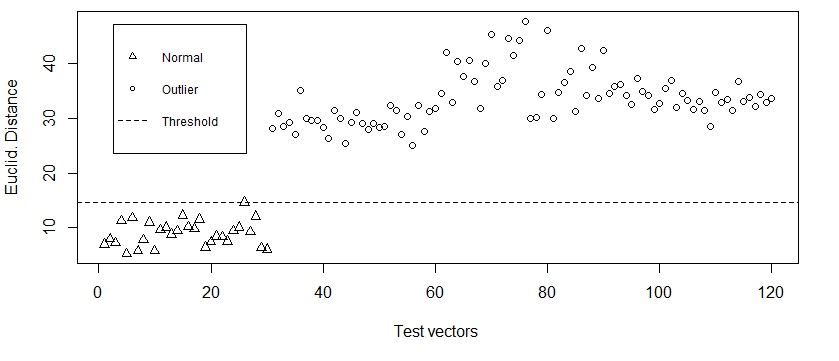 Normal
Outlier
Threshold
Euclid. Distance
40
30
20
10
0 20 40 60 80 100 120
Test vectors